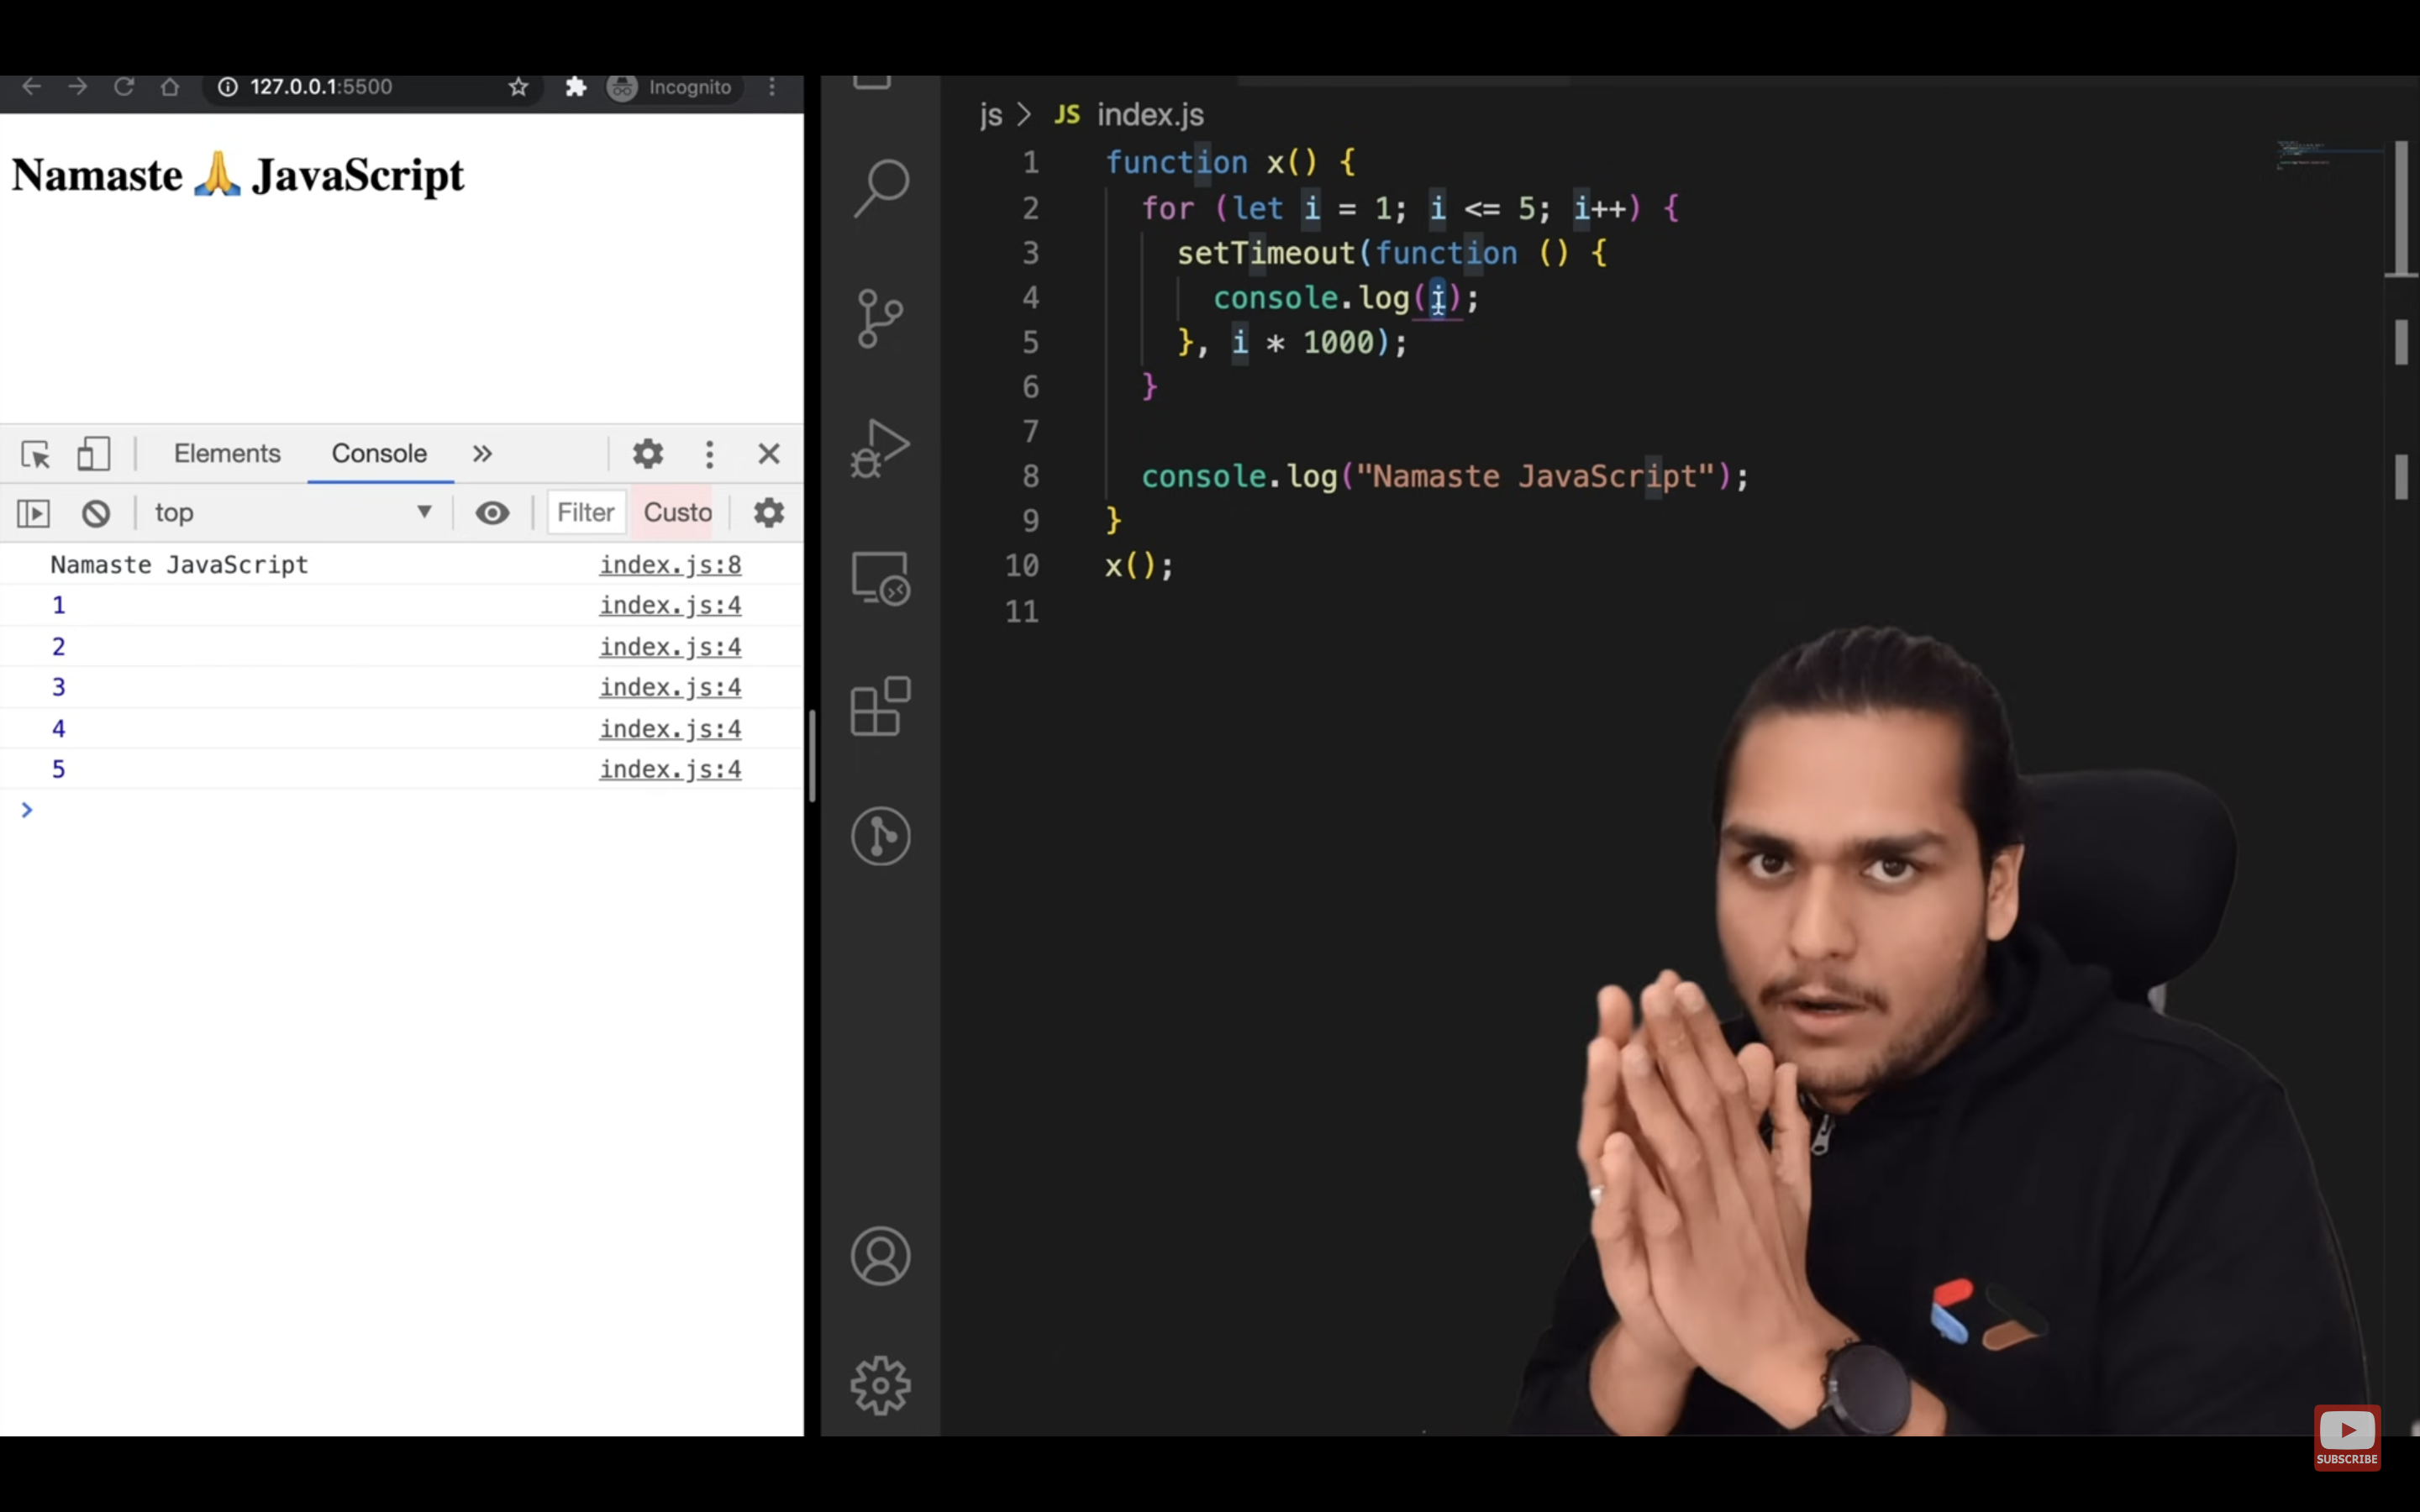 127.0.0.1:5500
Incognito
Namaste 🙏 JavaScript
Elements
Console
top
Filter
Custo
Namaste JavaScript index.js:8
1 index.js:4
2 index.js:4
3 index.js:4
4 index.js:4
5 index.js:4
js > JS index.js
1 function x() {
2 for (let i = 1; i <= 5; i++) {
3 setTimeout(function () {
4 console.log(i);
5 }, i * 1000);
6 }
7
8 console.log("Namaste JavaScript");
9 }
10 x();
11
SUBSCRIBE